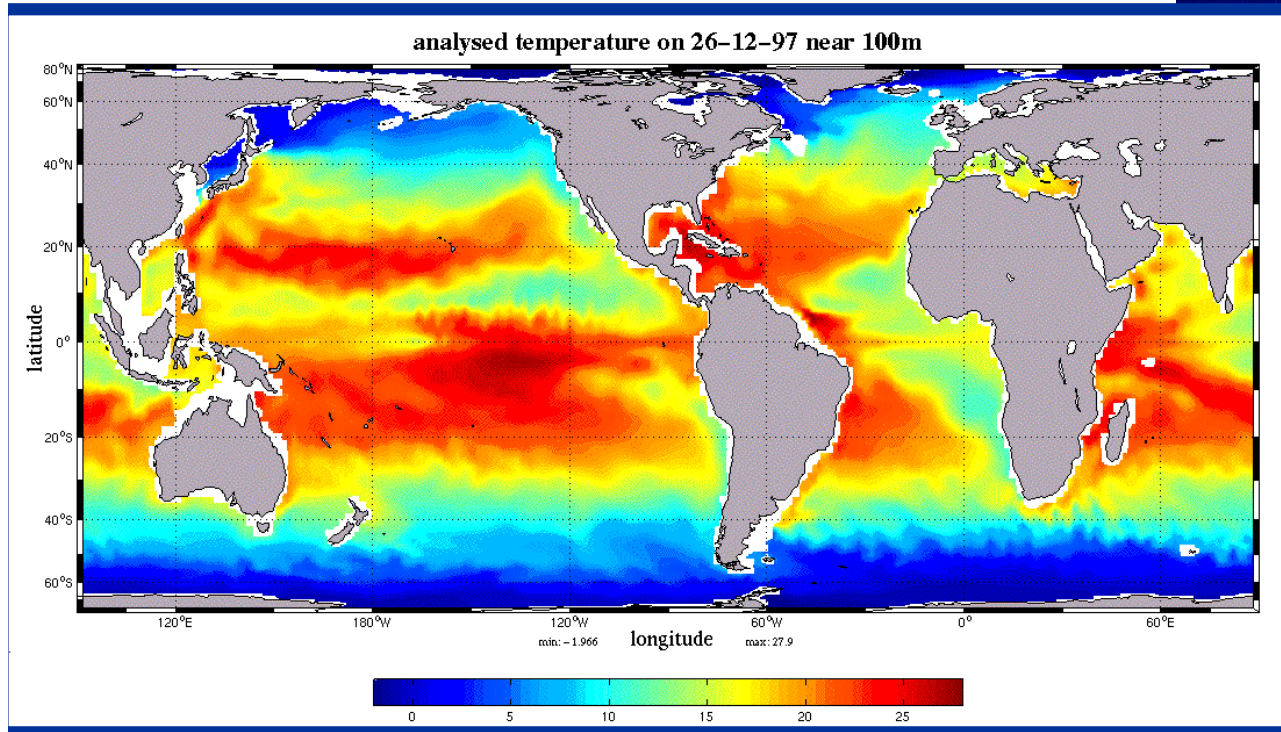 analysed temperature on 26-12-97 near 100m
80°N
60°N
40°N
20°N
0°
20°S
40°S
60°S
latitude
120°E
180°W
120°W
60°W
0°
60°E
min: -1.966
longitude
max: 27.9
0
5
10
15
20
25